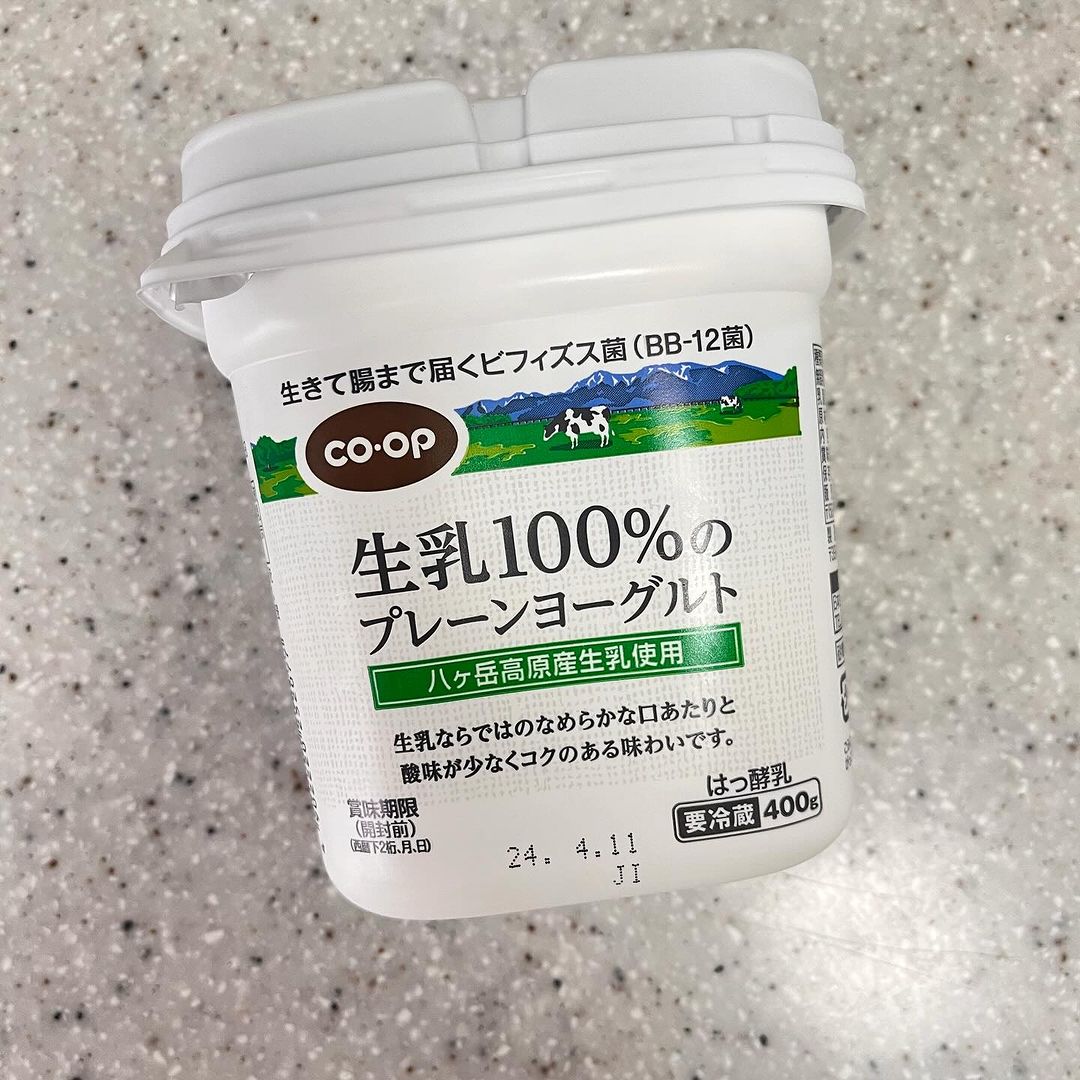 生きて腸まで届くビフィズス菌(BB-12菌)
CO・OP
生乳100%の
プレーンヨーグルト
八ヶ岳高原産生乳使用
生乳ならではのなめらかな口あたりと
酸味が少なくコクのある味わいです。
はっ酵乳
要冷蔵 400g
賞味期限
(開封前)
(西暦下2桁、月、日)
24. 4.11
JI